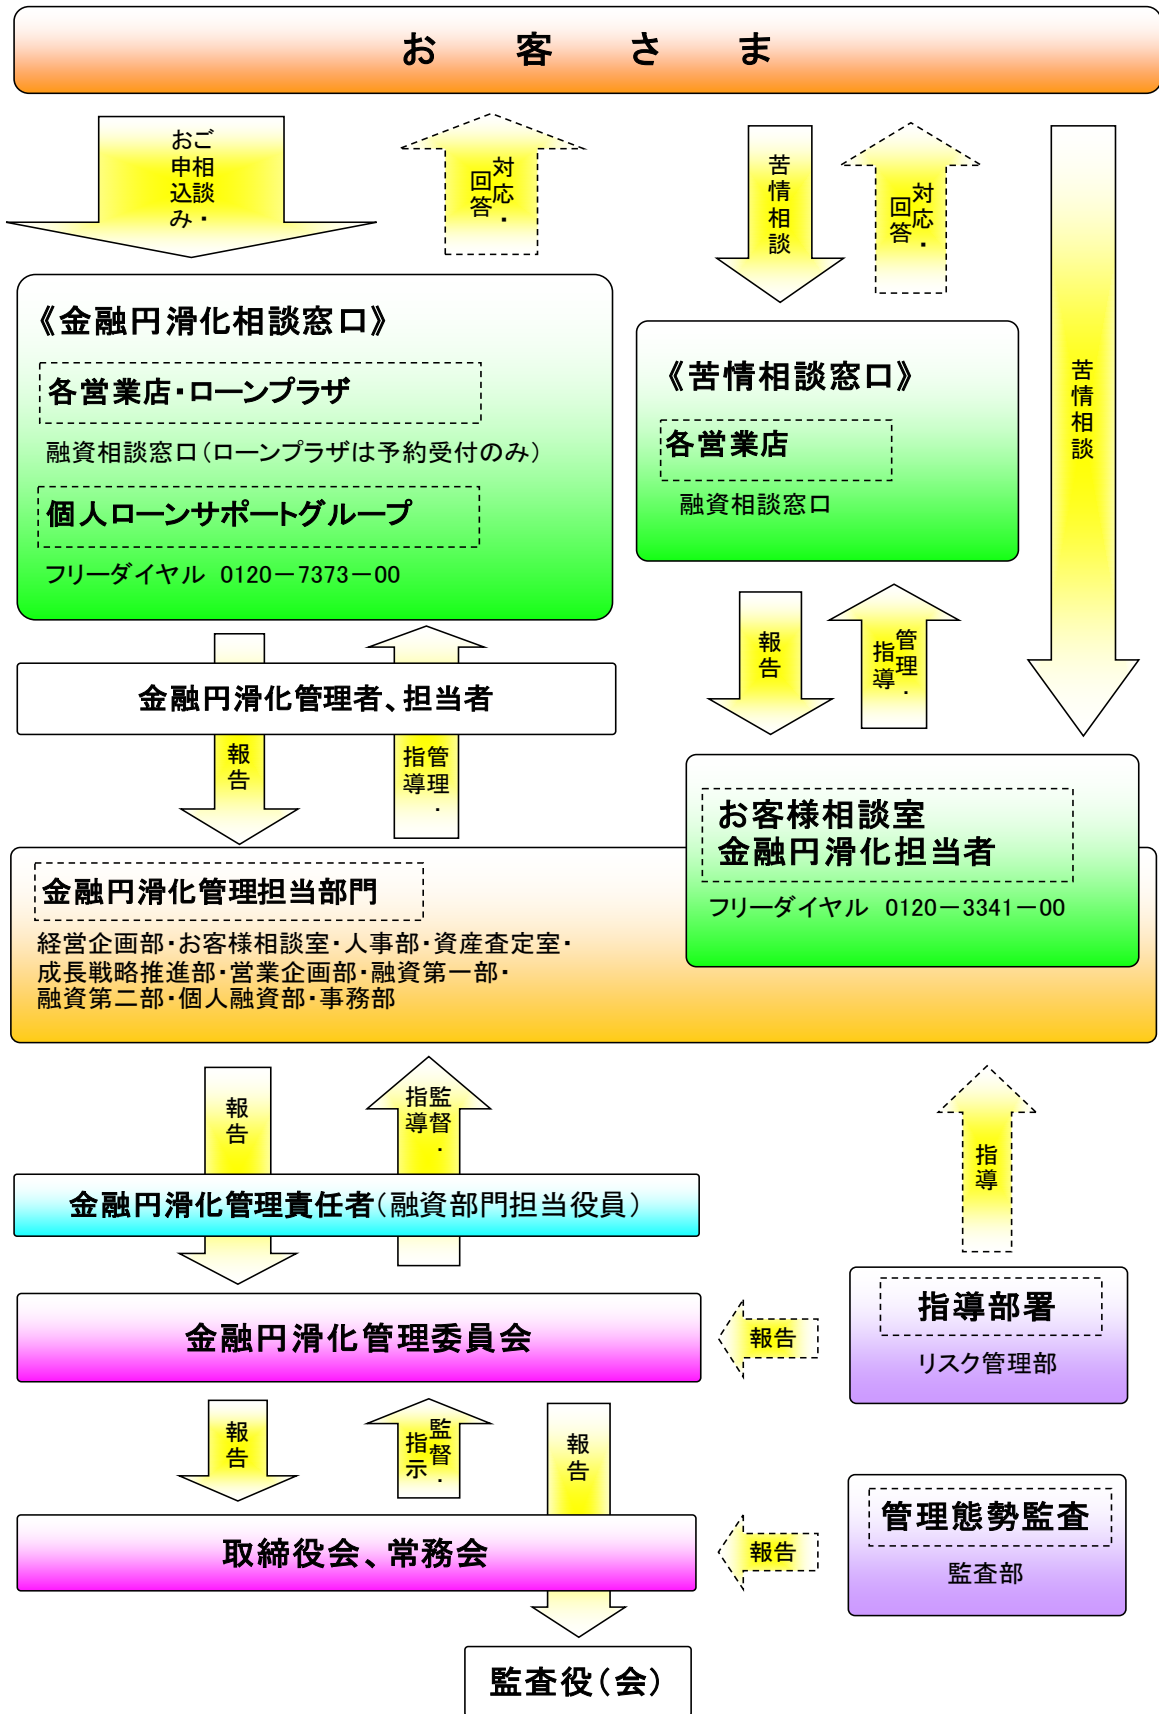 お客さま
ご相談・
お申込み
対応・
回答
苦情相談
対応・
回答
苦情相談
《金融円滑化相談窓口》
各営業店・ローンプラザ
融資相談窓口(ローンプラザは予約受付のみ)
個人ローンサポートグループ
フリーダイヤル 0120-7373-00
《苦情相談窓口》
各営業店
融資相談窓口
報告
管理・
指導
金融円滑化管理者、担当者
報告
管理・
指導
お客様相談室
金融円滑化担当者
フリーダイヤル 0120-3341-00
金融円滑化管理担当部門
経営企画部・お客様相談室・人事部・資産査定室・
成長戦略推進部・営業企画部・融資第一部・
融資第二部・個人融資部・事務部
報告
監督・
指導
指導
金融円滑化管理責任者(融資部門担当役員)
金融円滑化管理委員会
報告
指導部署
リスク管理部
報告
監督・
指示
報告
取締役会、常務会
報告
管理態勢監査
監査部
監査役(会)